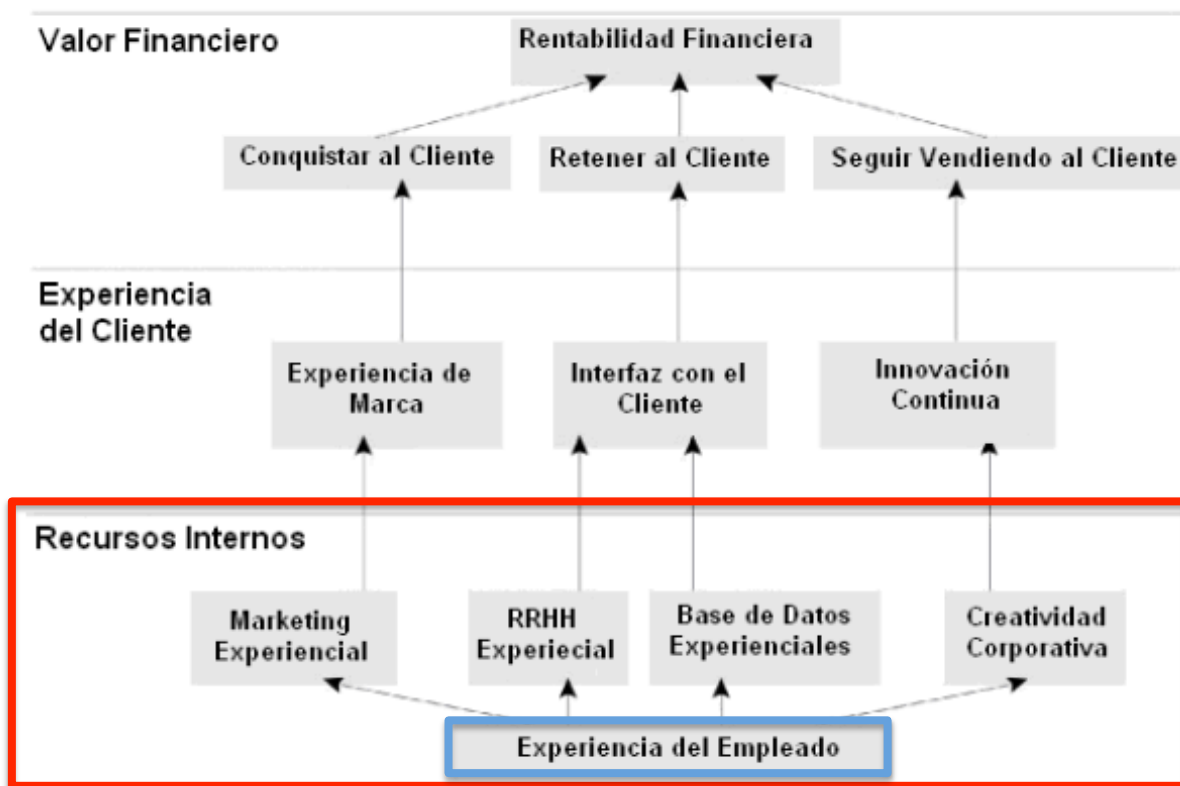 Valor Financiero
Rentabilidad Financiera
Conquistar al Cliente
Retener al Cliente
Seguir Vendiendo al Cliente
Experiencia
del Cliente
Experiencia de
Marca
Interfaz con el
Cliente
Innovación
Continua
Recursos Internos
Marketing
Experiencial
RRHH
Experiecial
Base de Datos
Experienciales
Creatividad
Corporativa
Experiencia del Empleado